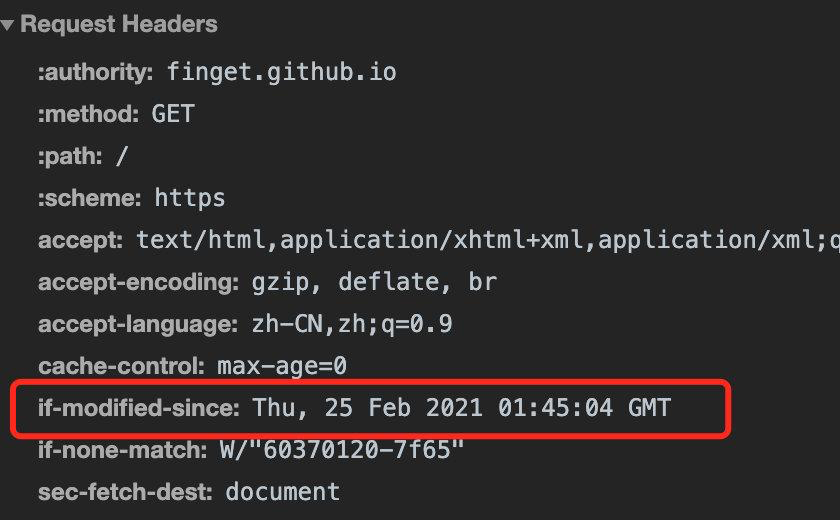 Request Headers
:authority: finget.github.io
:method: GET
:path: /
:scheme: https
accept: text/html,application/xhtml+xml,application/xml;q
accept-encoding: gzip, deflate, br
accept-language: zh-CN,zh;q=0.9
cache-control: max-age=0
if-modified-since: Thu, 25 Feb 2021 01:45:04 GMT
if-none-match: W/"60370120-7f65"
sec-fetch-dest: document